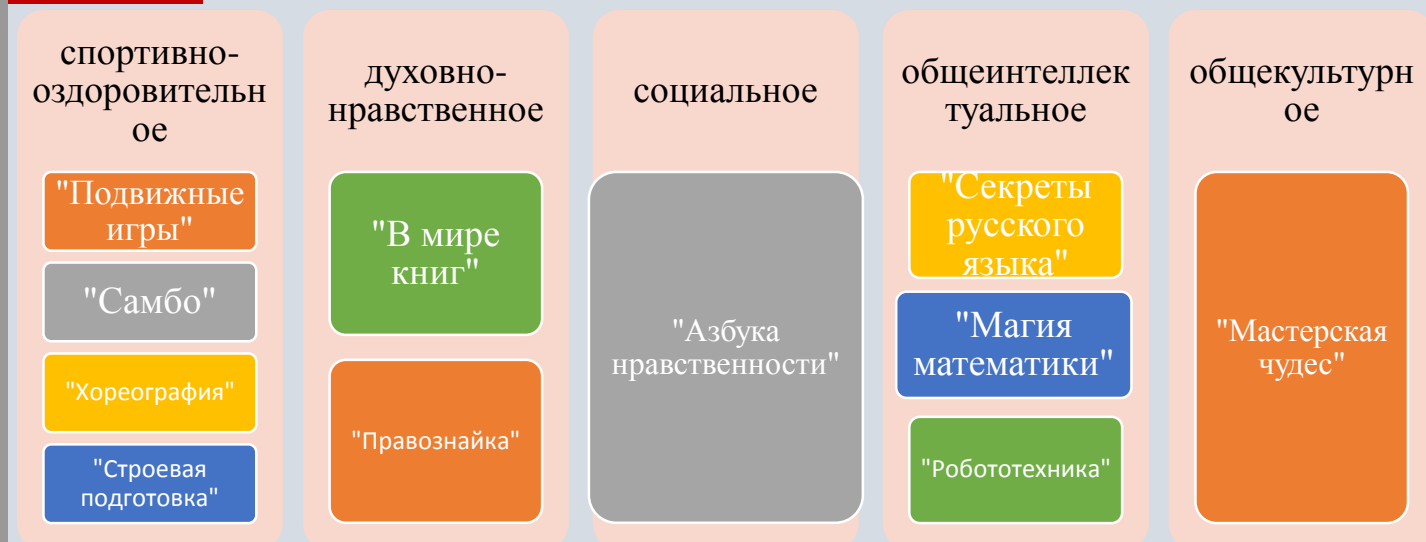 спортивно-
оздоровительн
ое
"Подвижные
игры"
"Самбо"
"Хореография"
"Строевая
подготовка"
духовно-
нравственное
"В мире
книг"
"Правознайка"
социальное
"Азбука
нравственности"
общеинтеллек
туальное
"Секреты
русского
языка"
"Магия
математики"
"Робототехника"
общекультурн
ое
"Мастерская
чудес"